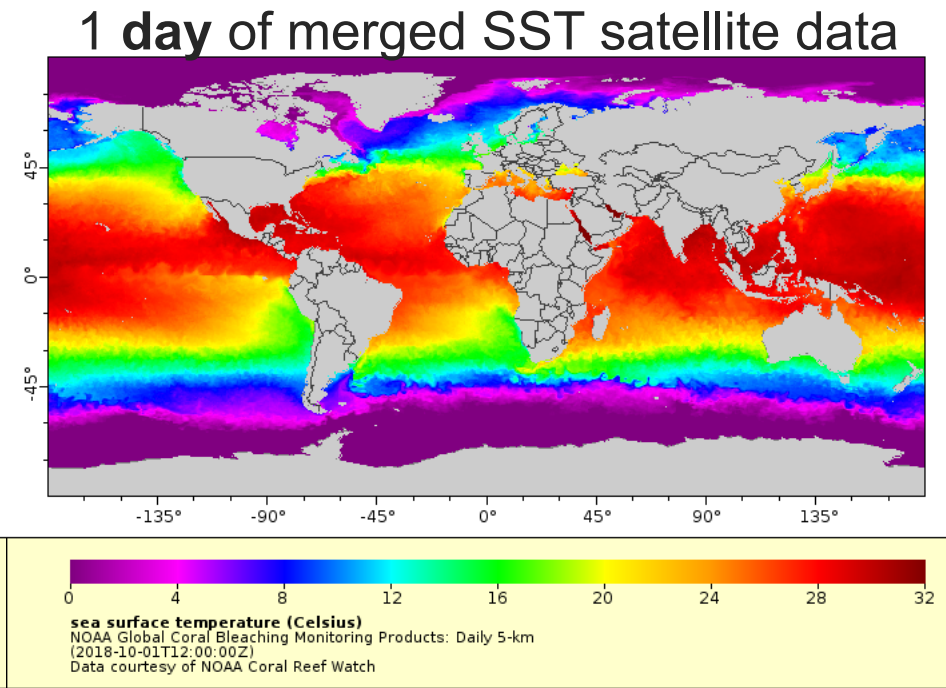 1 day of merged SST satellite data
45°
0°
-45°
-135° -90° -45° 0° 45° 90° 135°
0 4 8 12 16 20 24 28 32
sea surface temperature (Celsius)
NOAA Global Coral Bleaching Monitoring Products: Daily 5-km
(2018-10-01T12:00:00Z)
Data courtesy of NOAA Coral Reef Watch